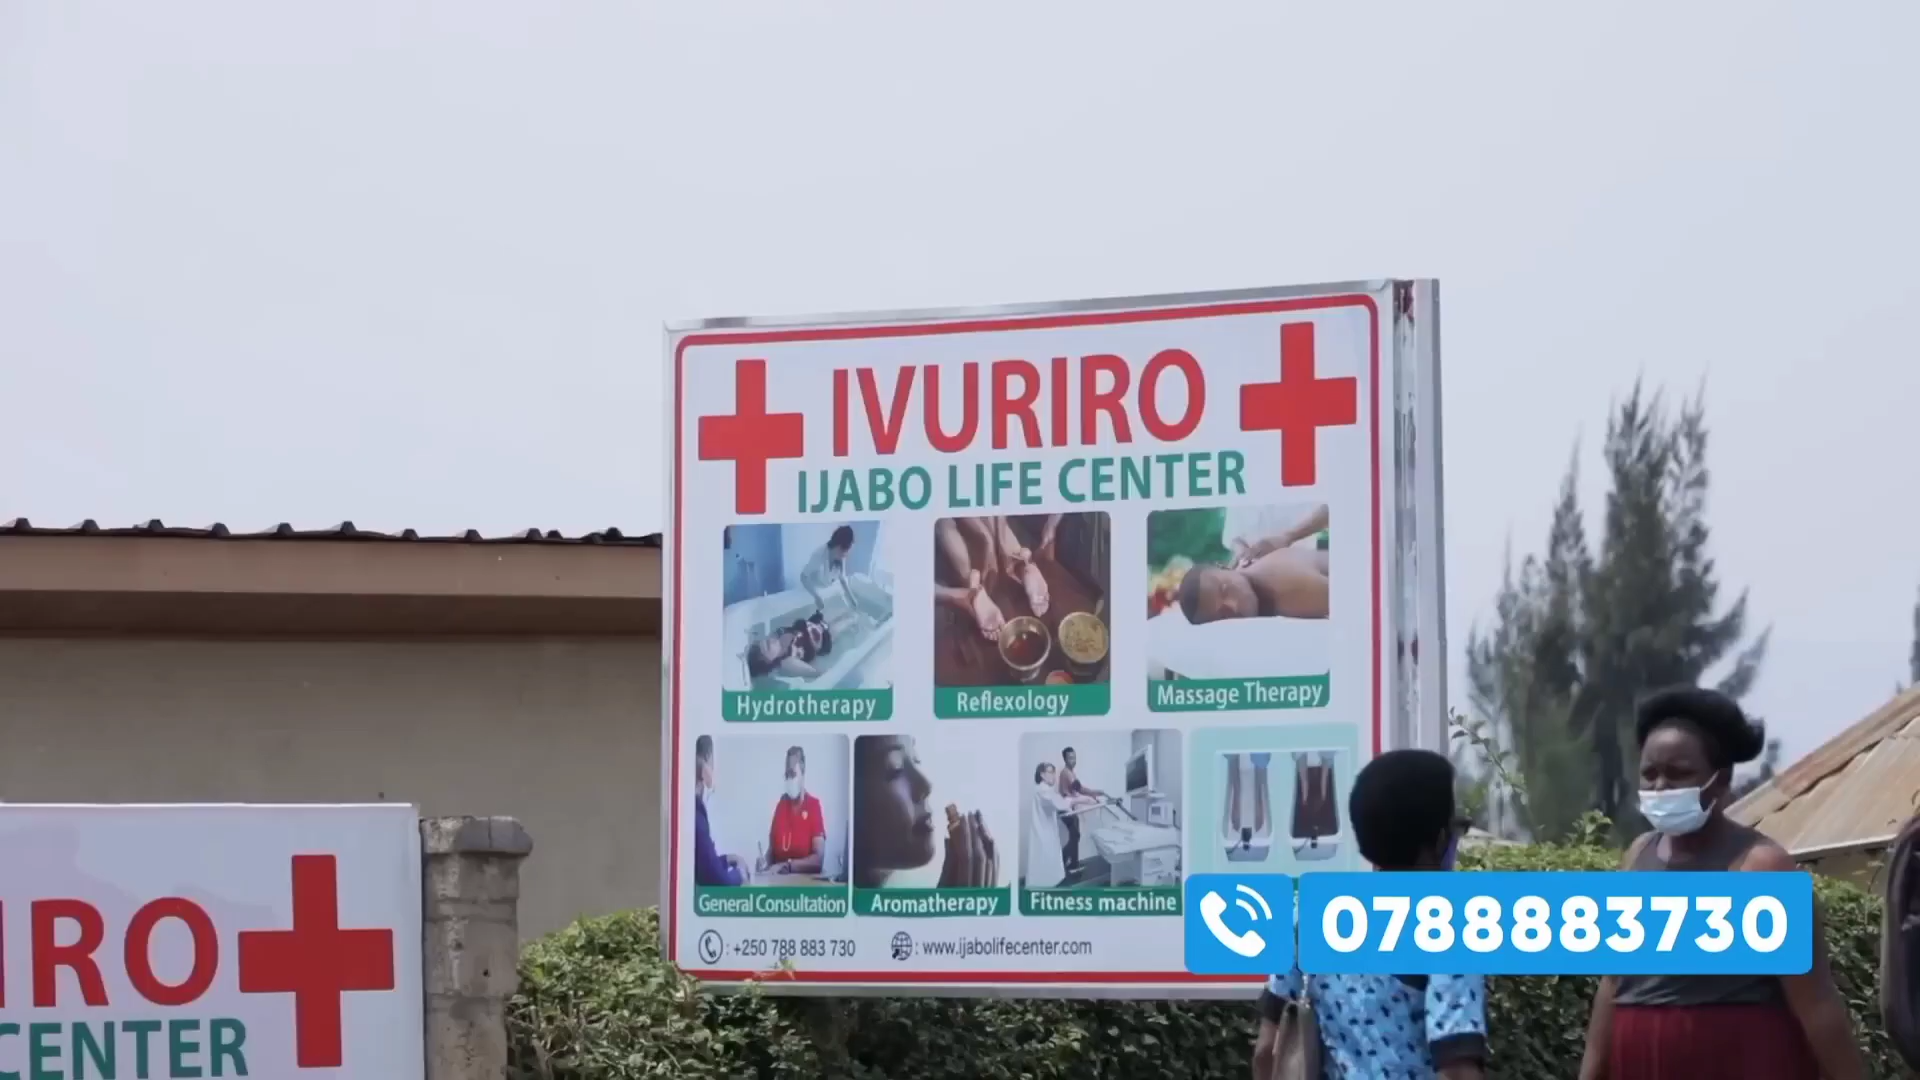 IVURIRO
IJABO LIFE CENTER
Hydrotherapy
Reflexology
Massage Therapy
General Consultation
Aromatherapy
Fitness machine
: +250 788 883 730
: www.ijabolifecenter.com
0788883730
IRO
CENTER